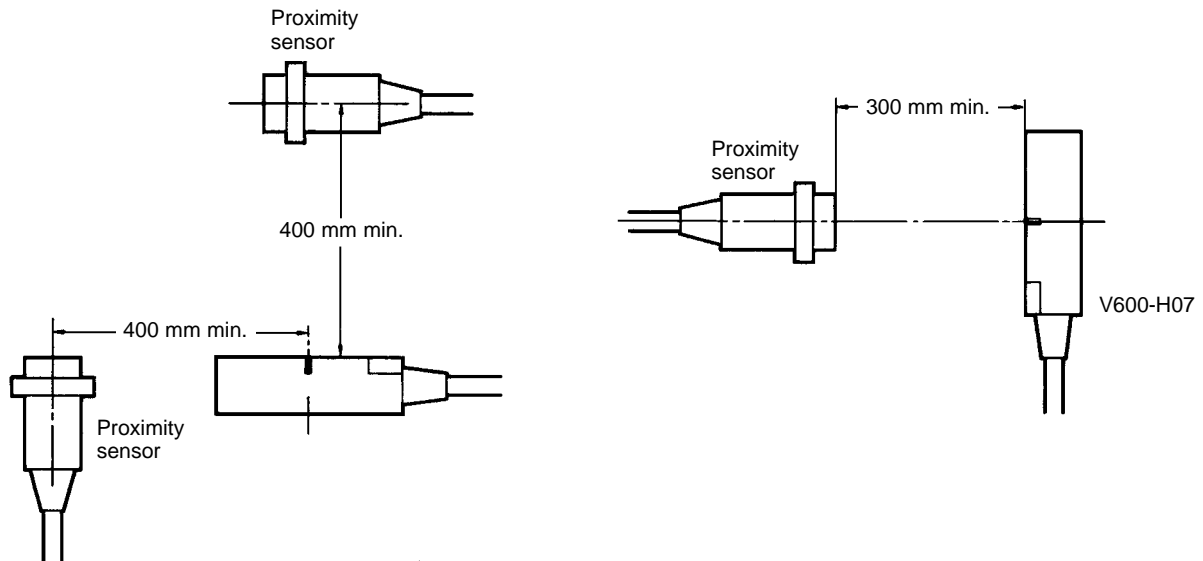 Proximity
sensor
400 mm min.
400 mm min.
Proximity
sensor
300 mm min.
Proximity
sensor
V600-H07